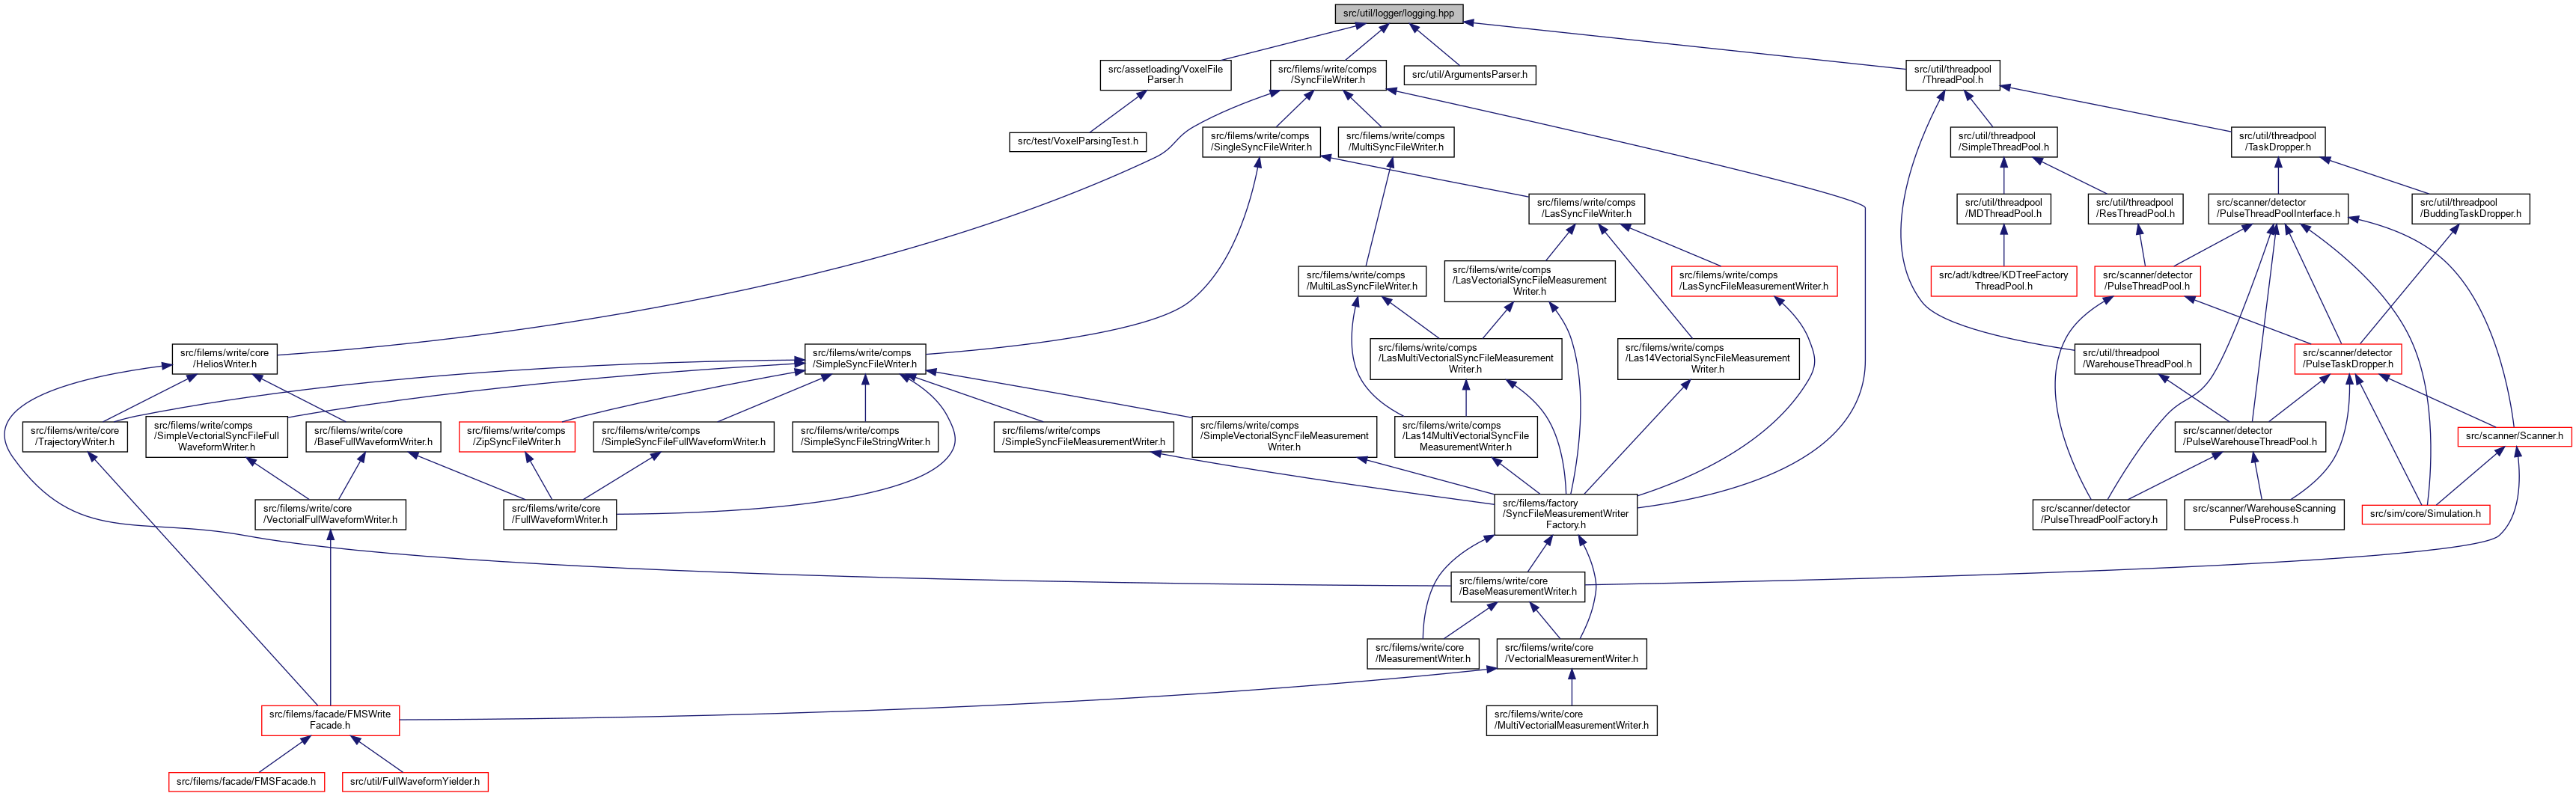 src/util/logger/logging.hpp
src/assetloading/VoxelFile
Parser.h
src/filems/write/comps
/SyncFileWriter.h
src/util/ArgumentsParser.h
src/util/threadpool
/ThreadPool.h
src/test/VoxelParsingTest.h
src/filems/write/comps
/SingleSyncFileWriter.h
src/filems/write/comps
/MultiSyncFileWriter.h
src/util/threadpool
/SimpleThreadPool.h
src/util/threadpool
/TaskDropper.h
src/filems/write/comps
/LasSyncFileWriter.h
src/util/threadpool
/MDThreadPool.h
src/util/threadpool
/ResThreadPool.h
src/scanner/detector
/PulseThreadPoolInterface.h
src/util/threadpool
/BuddingTaskDropper.h
src/filems/write/comps
/MultiLasSyncFileWriter.h
src/filems/write/comps
/LasVectorialSyncFileMeasurement
Writer.h
src/filems/write/comps
/LasSyncFileMeasurementWriter.h
src/adt/kdtree/KDTreeFactory
ThreadPool.h
src/scanner/detector
/PulseThreadPool.h
src/filems/write/core
/HeliosWriter.h
src/filems/write/comps
/SimpleSyncFileWriter.h
src/filems/write/comps
/LasMultiVectorialSyncFileMeasurement
Writer.h
src/filems/write/comps
/Las14VectorialSyncFileMeasurement
Writer.h
src/util/threadpool
/WarehouseThreadPool.h
src/scanner/detector
/PulseTaskDropper.h
src/filems/write/core
/TrajectoryWriter.h
src/filems/write/comps
/SimpleVectorialSyncFileFull
WaveformWriter.h
src/filems/write/core
/BaseFullWaveformWriter.h
src/filems/write/comps
/ZipSyncFileWriter.h
src/filems/write/comps
/SimpleSyncFileFullWaveformWriter.h
src/filems/write/comps
/SimpleSyncFileStringWriter.h
src/filems/write/comps
/SimpleSyncFileMeasurementWriter.h
src/filems/write/comps
/SimpleVectorialSyncFileMeasurement
Writer.h
src/filems/write/comps
/Las14MultiVectorialSyncFile
MeasurementWriter.h
src/scanner/detector
/PulseWarehouseThreadPool.h
src/scanner/Scanner.h
src/filems/write/core
/VectorialFullWaveformWriter.h
src/filems/write/core
/FullWaveformWriter.h
src/filems/factory
/SyncFileMeasurementWriter
Factory.h
src/scanner/detector
/PulseThreadPoolFactory.h
src/scanner/WarehouseScanning
PulseProcess.h
src/sim/core/Simulation.h
src/filems/write/core
/BaseMeasurementWriter.h
src/filems/write/core
/MeasurementWriter.h
src/filems/write/core
/VectorialMeasurementWriter.h
src/filems/facade/FMSWrite
Facade.h
src/filems/write/core
/MultiVectorialMeasurementWriter.h
src/filems/facade/FMSFacade.h
src/util/FullWaveformYielder.h